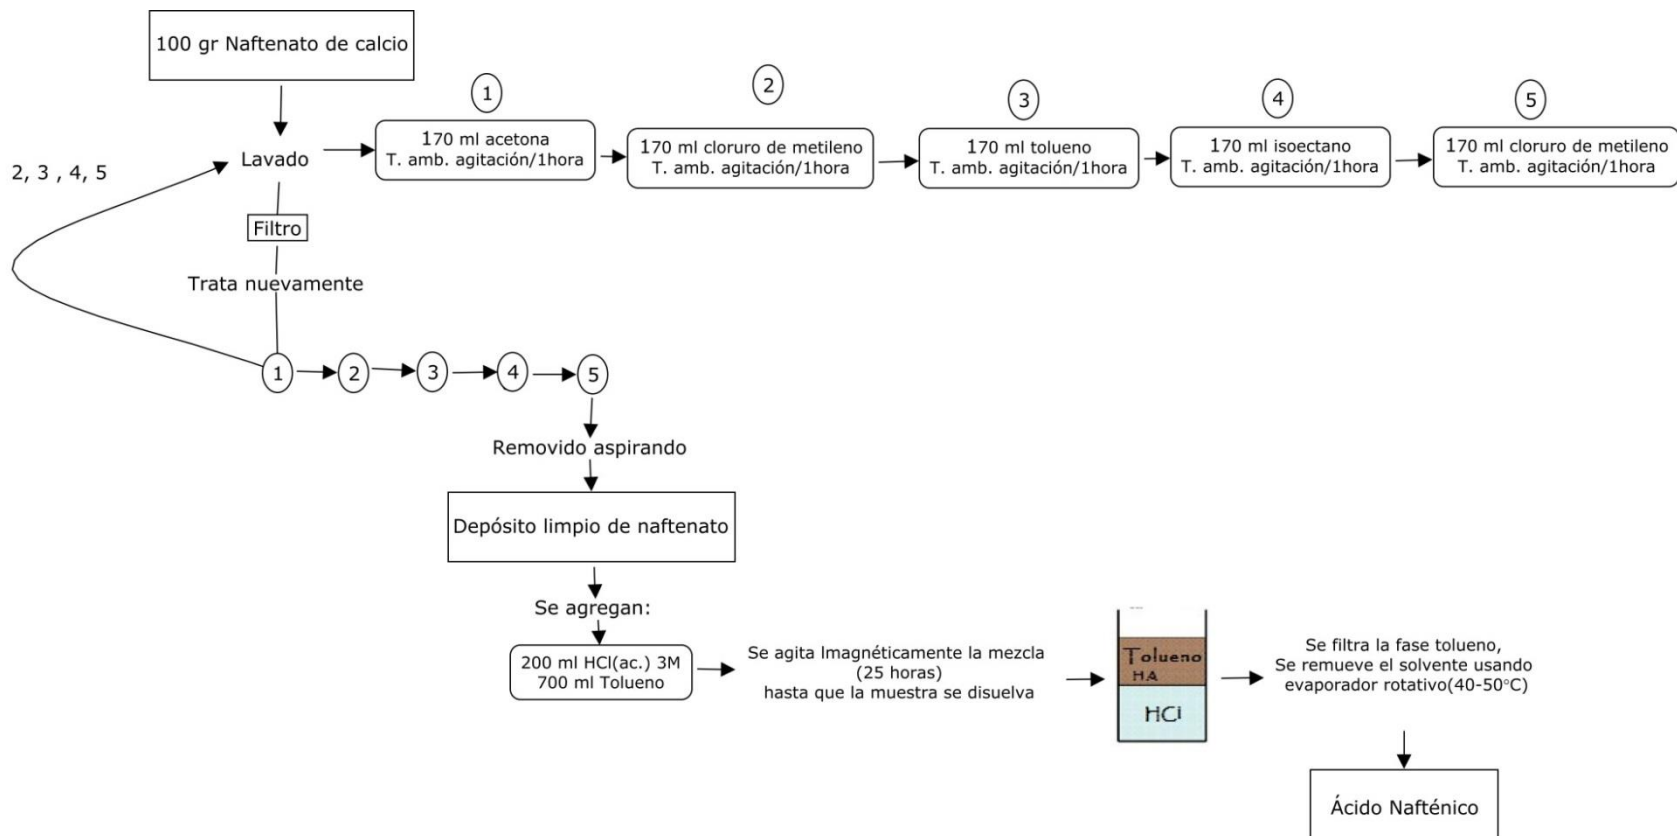 100 gr Naftenato de calcio
1
2
3
4
5
170 ml acetona
T. amb. agitación/1hora
170 ml cloruro de metileno
T. amb. agitación/1hora
170 ml tolueno
T. amb. agitación/1hora
170 ml isoectano
T. amb. agitación/1hora
170 ml cloruro de metileno
T. amb. agitación/1hora
Lavado
2, 3 , 4, 5
Filtro
Trata nuevamente
1
2
3
4
5
Removido aspirando
Depósito limpio de naftenato
Se agregan:
200 ml HCl(ac.) 3M
700 ml Tolueno
Se agita Imagnéticamente la mezcla
(25 horas)
hasta que la muestra se disuelva
Tolueno
HA
HCi
Se filtra la fase tolueno,
Se remueve el solvente usando
evaporador rotativo(40-50°C)
Ácido Nafténico